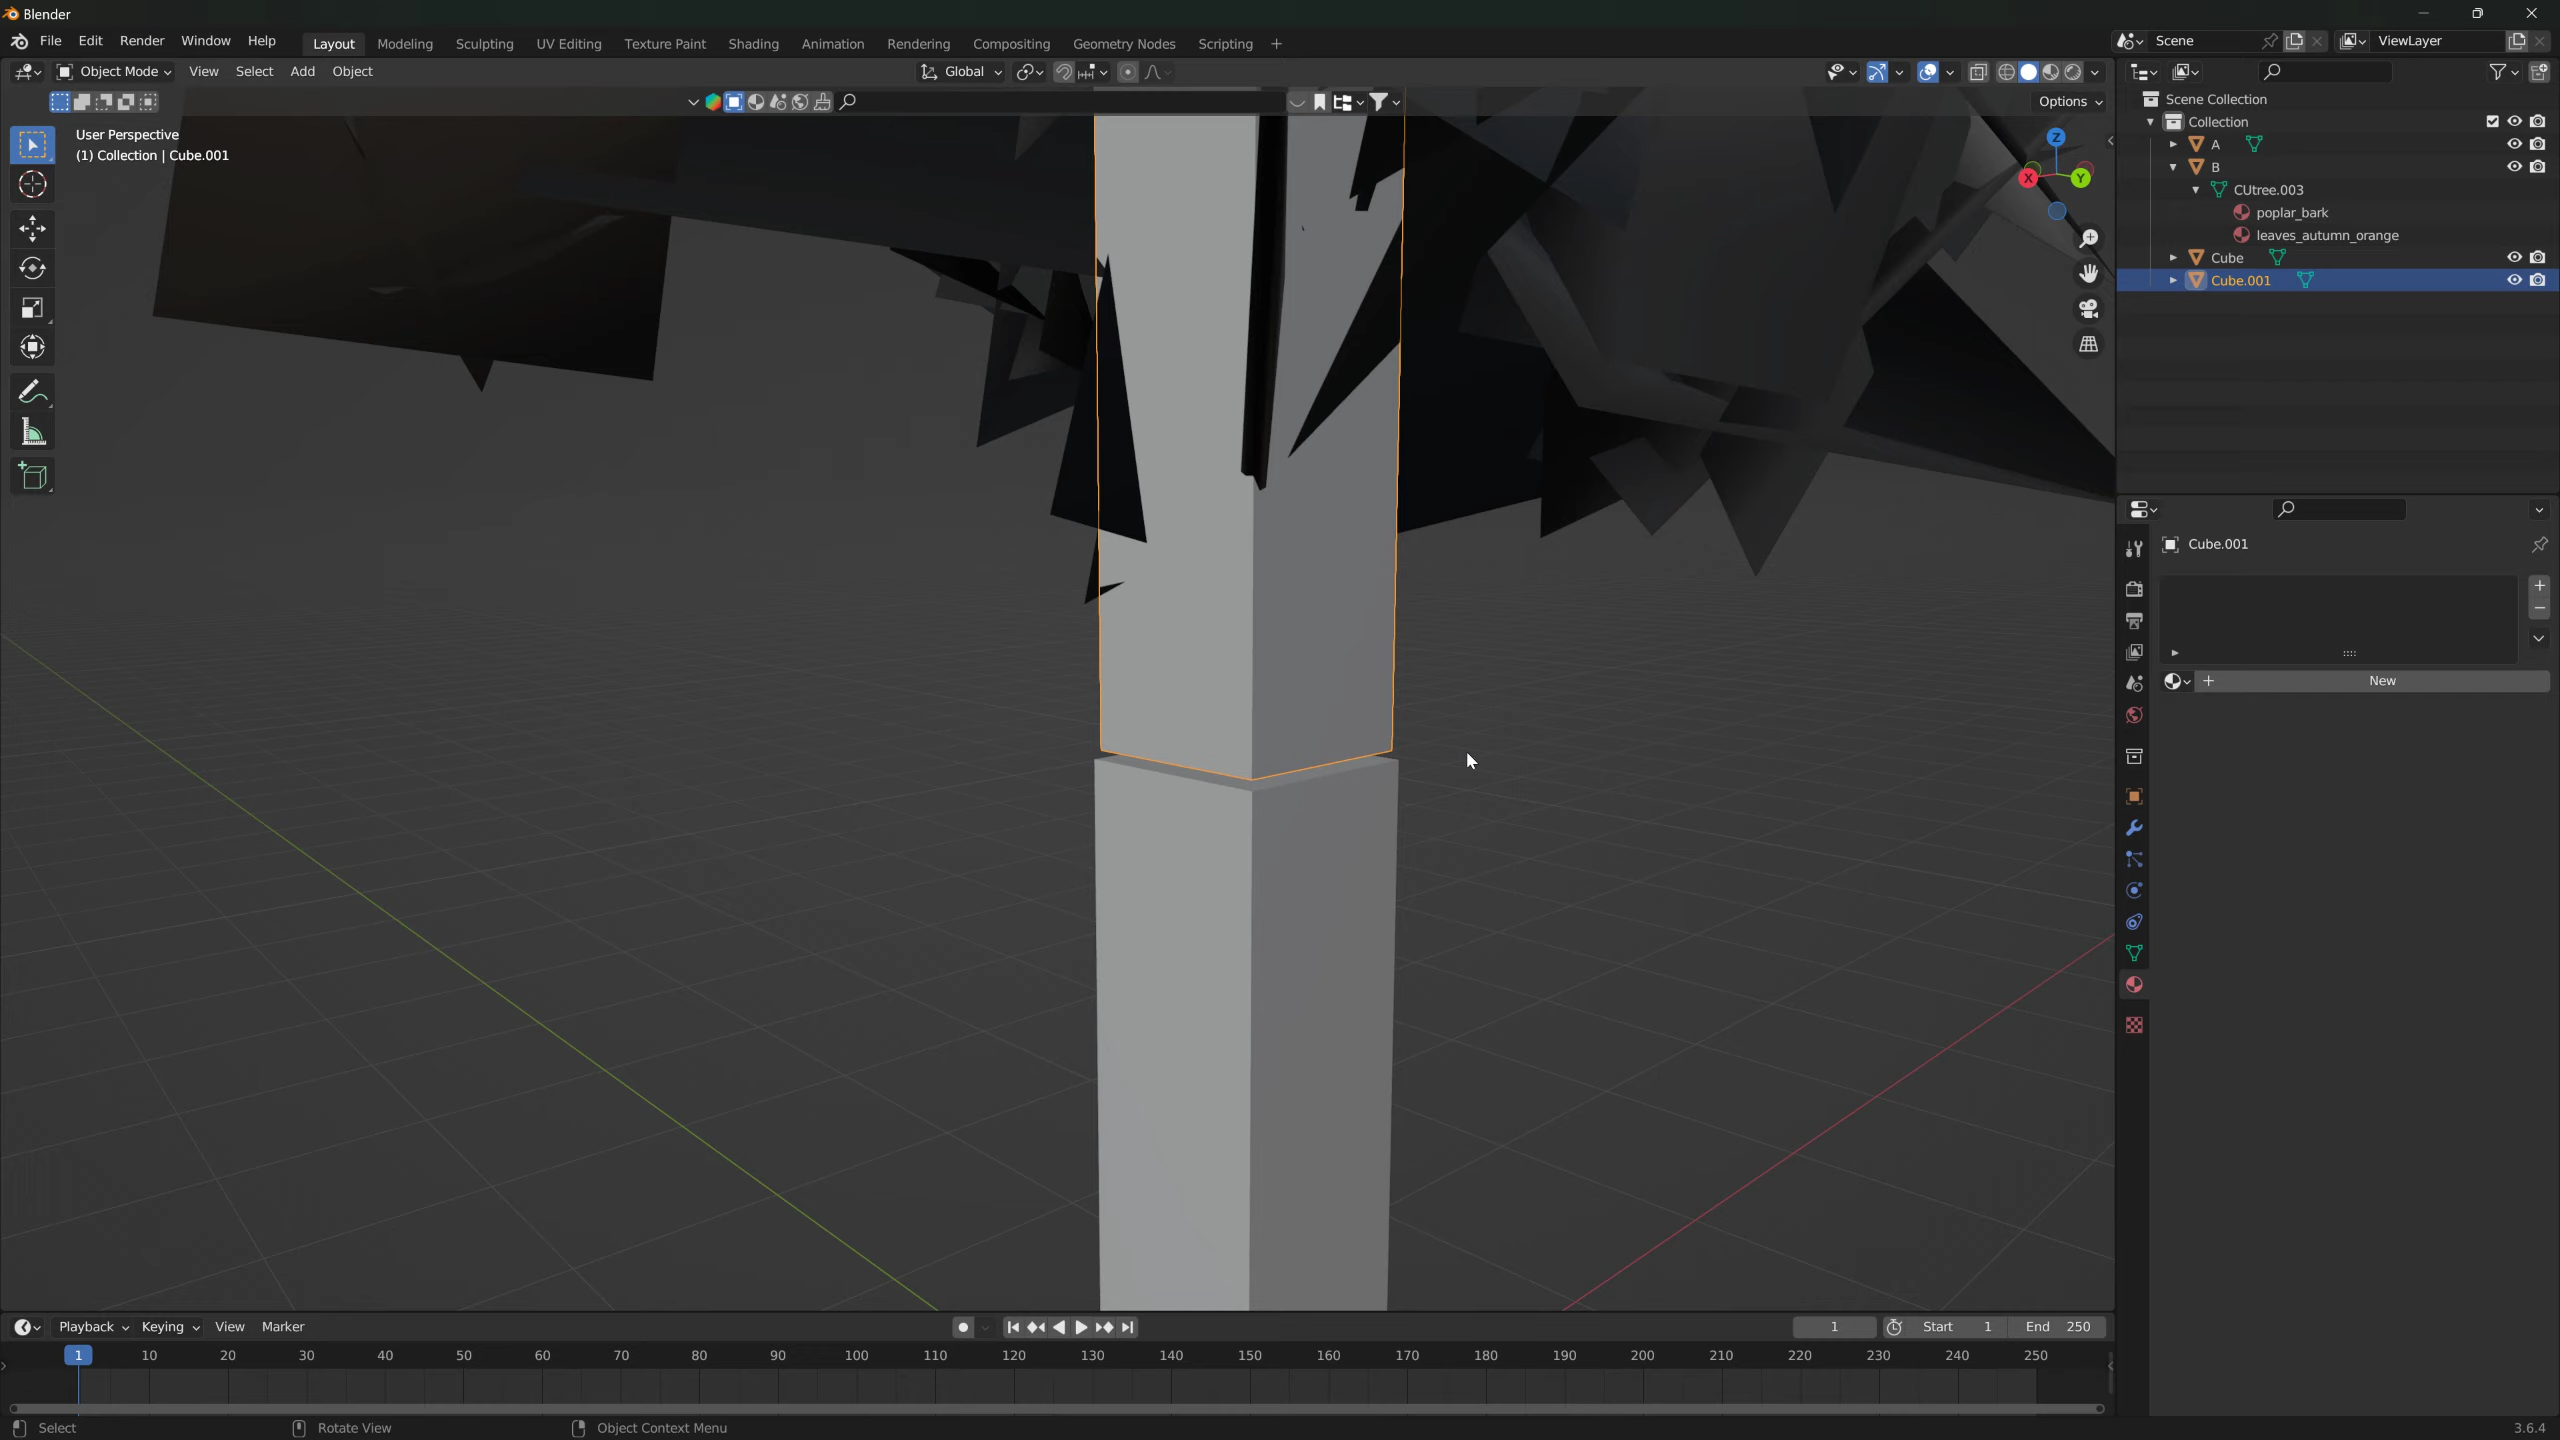 Blender
File Edit Render Window Help Layout Modeling Sculpting UV Editing Texture Paint Shading Animation Rendering Compositing Geometry Nodes Scripting + Scene ViewLayer
Object Mode View Select Add Object Global
Options
User Perspective
(1) Collection | Cube.001
Z
X
Y
Scene Collection
Collection
A
B
CUtree.003
poplar_bark
leaves_autumn_orange
Cube
Cube.001
Cube.001
New
Playback Keying View Marker 1 Start 1 End 250
1 10 20 30 40 50 60 70 80 90 100 110 120 130 140 150 160 170 180 190 200 210 220 230 240 250
Select Rotate View Object Context Menu 3.6.4